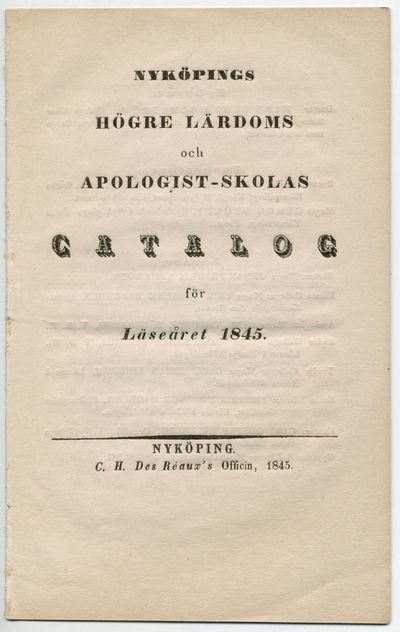 NYKÖPINGS
HÖGRE LÄRDOMS
och
APOLOGIST-SKOLAS
CATALOG
för
Läseåret 1845.
NYKÖPING.
C. H. Des Réaux's Officin, 1845.